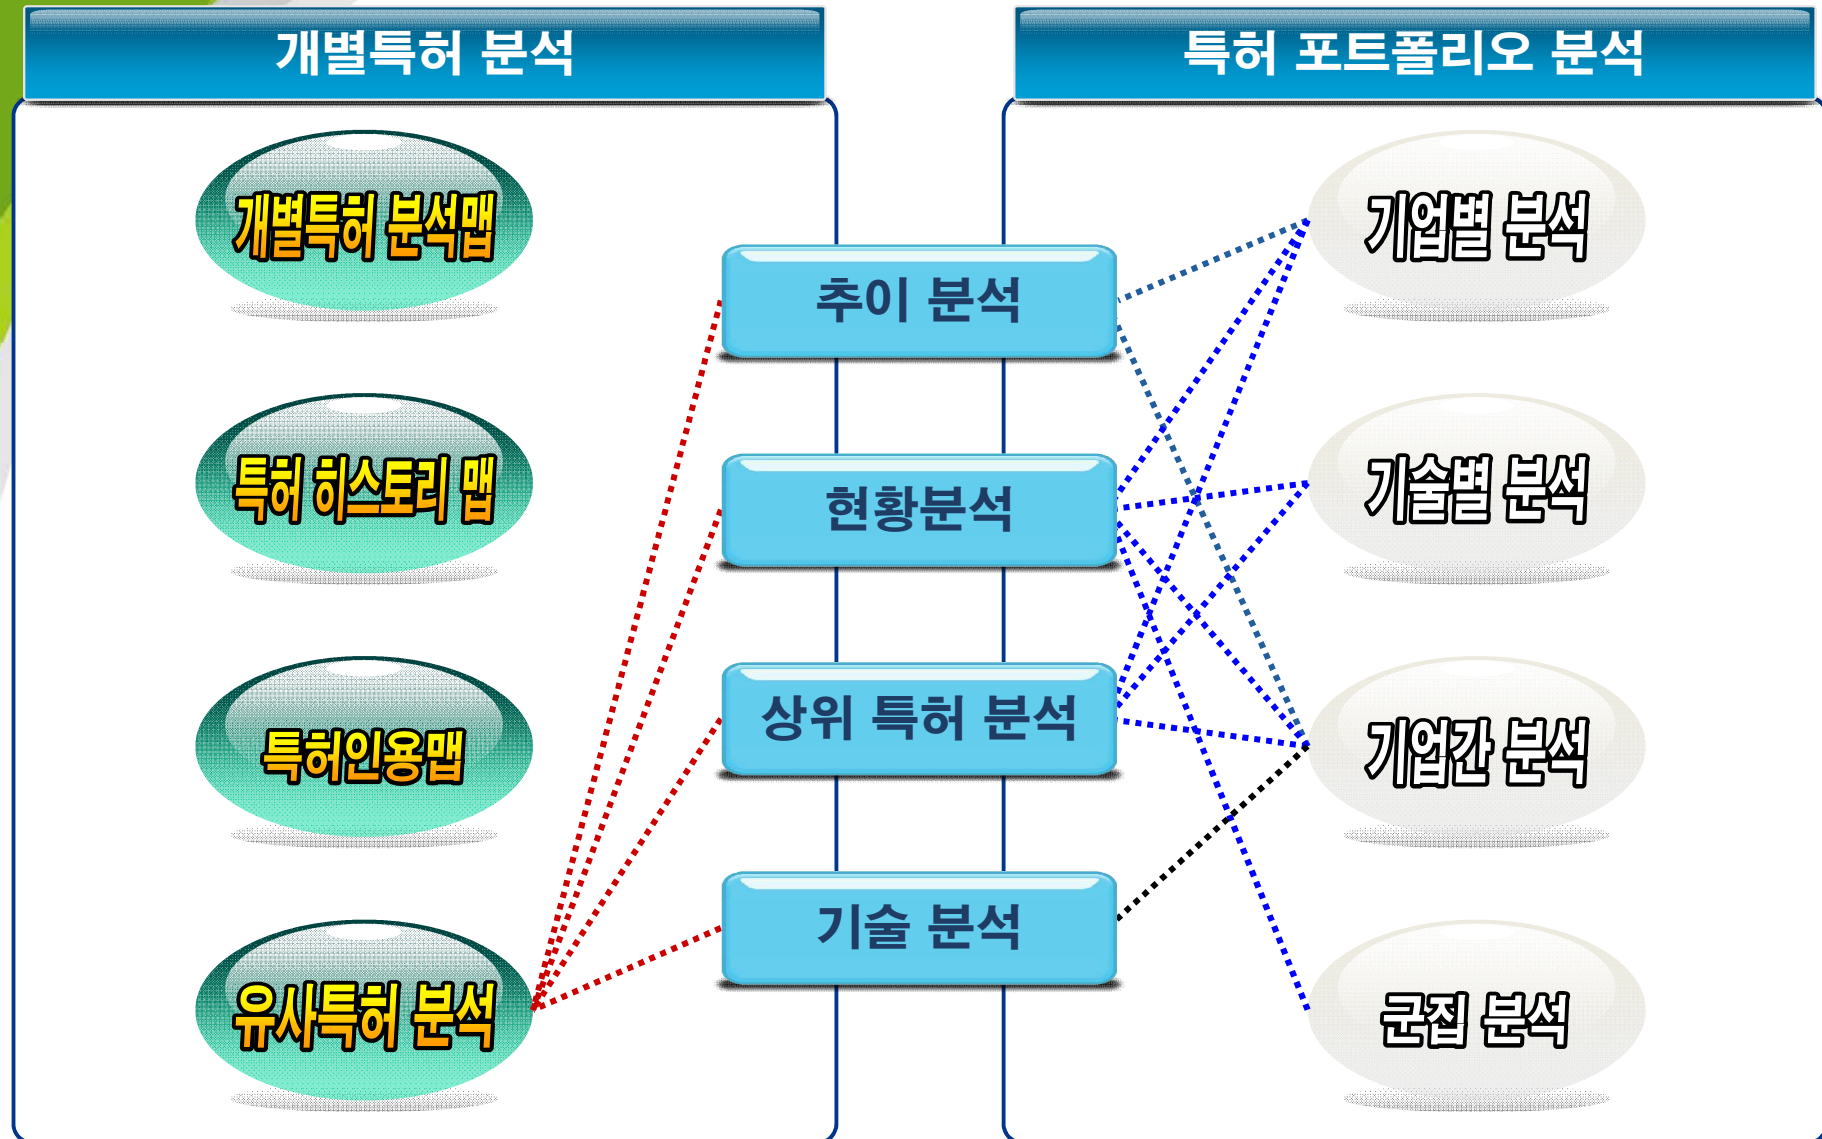 개별특허 분석
특허 포트폴리오 분석
개별특허 분석맵
특허 히스토리 맵
특허인용맵
유사특허 분석
추이 분석
현황분석
상위 특허 분석
기술 분석
기업별 분석
기술별 분석
기업간 분석
군집 분석